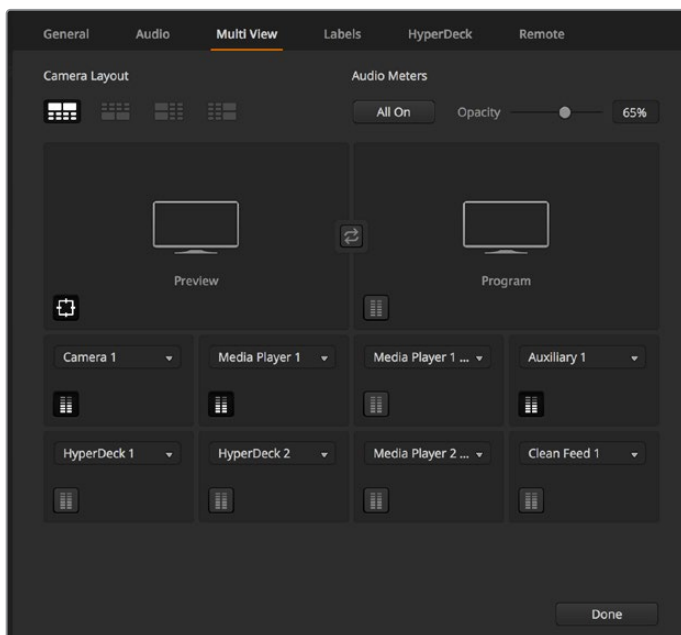 General Audio Multi View Labels HyperDeck Remote
Camera Layout Audio Meters
All On Opacity 65%
Preview Program
Camera 1 Media Player 1 Media Player 1 ... Auxiliary 1
HyperDeck 1 HyperDeck 2 Media Player 2 ... Clean Feed 1
Done